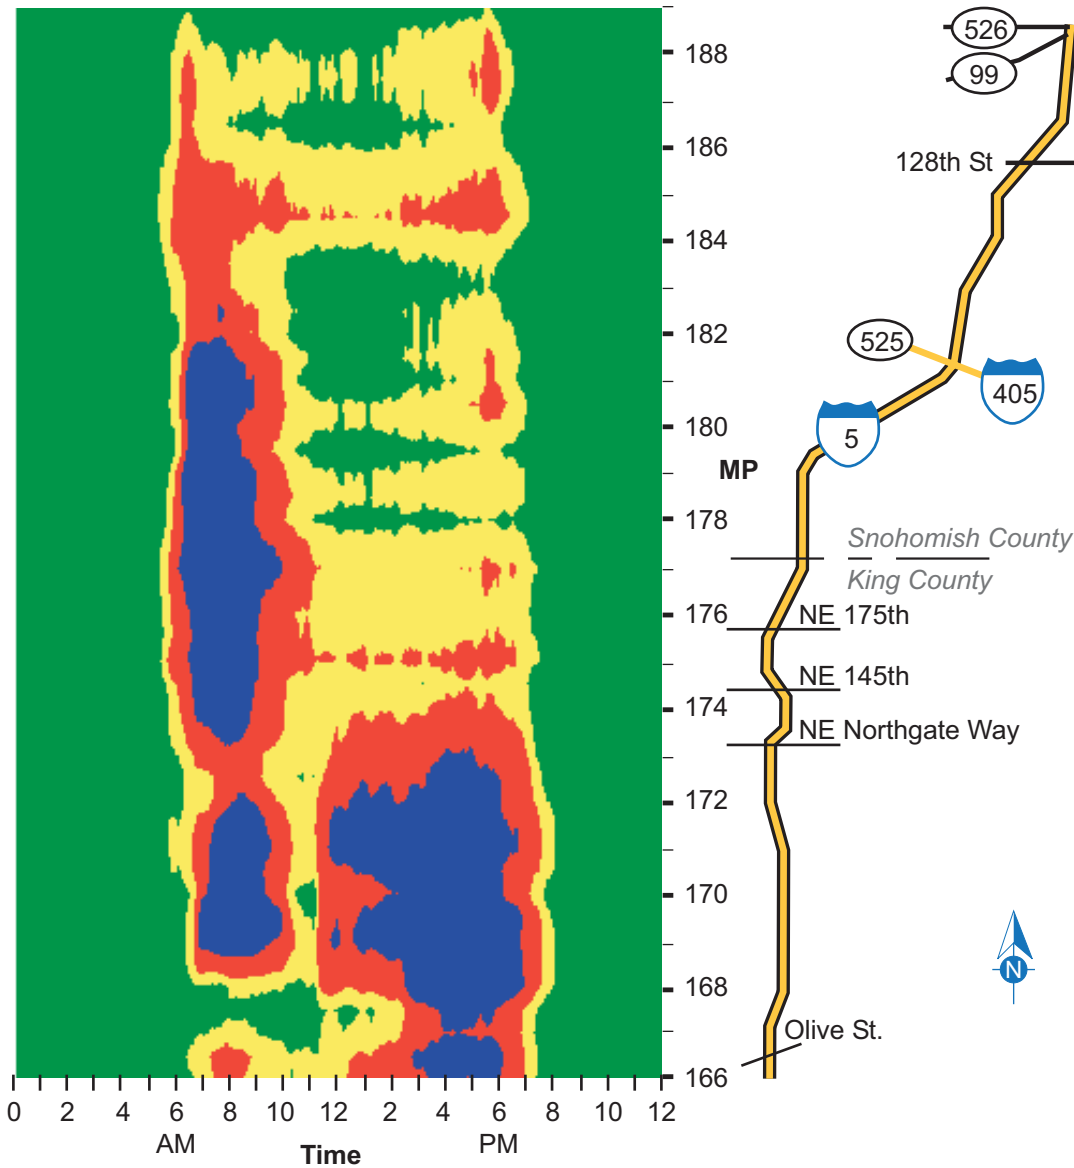 526
99
128th St
525
405
5
MP
Snohomish County
King County
NE 175th
NE 145th
NE Northgate Way
N
Olive St.
188
186
184
182
180
178
176
174
172
170
168
166
0 2 4 6 8 10 12 2 4 6 8 10 12
AM Time PM